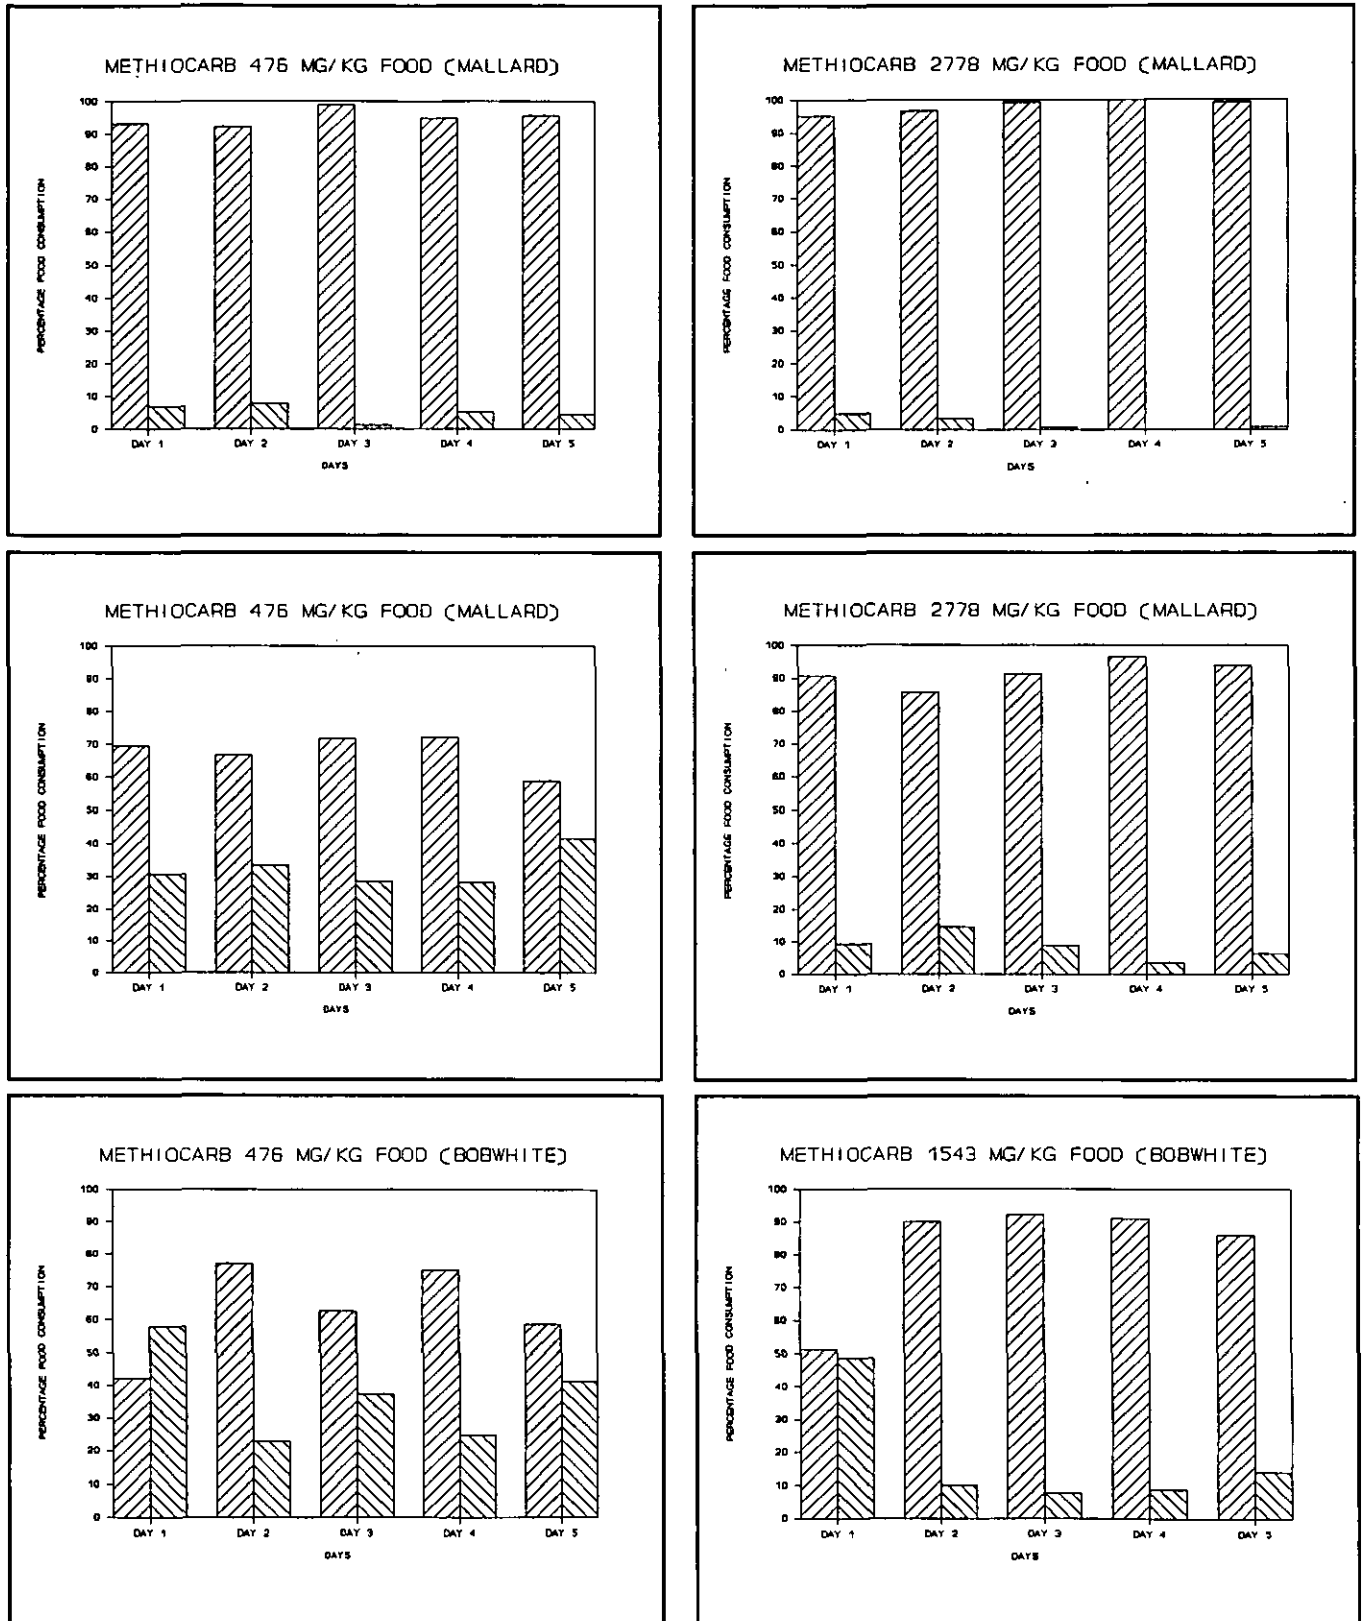 METHIOCARB 476 MG/KG FOOD (MALLARD)
PERCENTAGE FOOD CONSUMPTION
100
90
80
70
60
50
40
30
20
10
0
DAY 1 DAY 2 DAY 3 DAY 4 DAY 5
DAYS
METHIOCARB 2778 MG/KG FOOD (MALLARD)
PERCENTAGE FOOD CONSUMPTION
100
90
80
70
60
50
40
30
20
10
0
DAY 1 DAY 2 DAY 3 DAY 4 DAY 5
DAYS
METHIOCARB 476 MG/KG FOOD (MALLARD)
PERCENTAGE FOOD CONSUMPTION
100
90
80
70
60
50
40
30
20
10
0
DAY 1 DAY 2 DAY 3 DAY 4 DAY 5
DAYS
METHIOCARB 2778 MG/KG FOOD (MALLARD)
PERCENTAGE FOOD CONSUMPTION
100
90
80
70
60
50
40
30
20
10
0
DAY 1 DAY 2 DAY 3 DAY 4 DAY 5
DAYS
METHIOCARB 476 MG/KG FOOD (BOBWHITE)
PERCENTAGE FOOD CONSUMPTION
100
90
80
70
60
50
40
30
20
10
0
DAY 1 DAY 2 DAY 3 DAY 4 DAY 5
DAYS
METHIOCARB 1543 MG/KG FOOD (BOBWHITE)
PERCENTAGE FOOD CONSUMPTION
100
90
80
70
60
50
40
30
20
10
0
DAY 1 DAY 2 DAY 3 DAY 4 DAY 5
DAYS